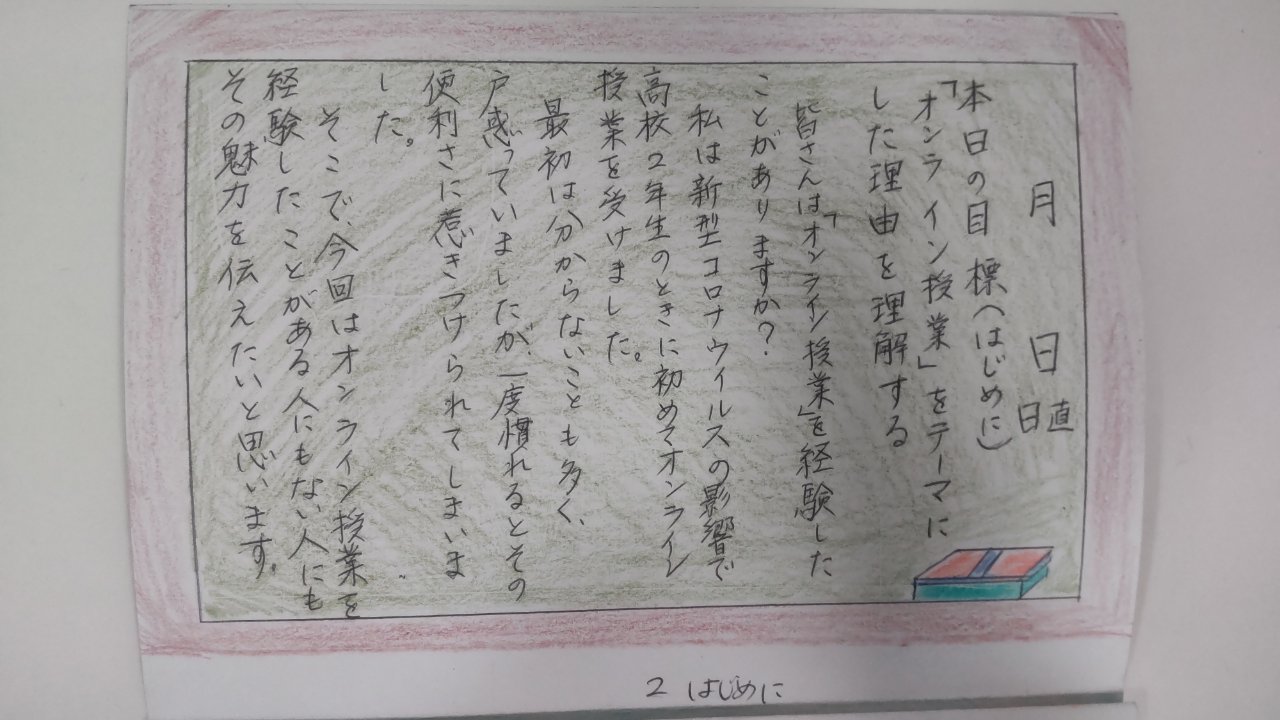 月　日
日直
本日の目標(はじめに)
「オンライン授業」をテーマに
した理由を理解する
皆さんは「オンライン授業」を経験した
ことがありますか?
私は新型コロナウイルスの影響で
高校2年生のときに初めてオンライン
授業を受けました。
最初は分からないことも多く、
戸惑っていましたが、一度慣れるとその
便利さに惹きつけられてしまいま
した。
そこで、今回はオンライン授業を
経験したことがある人にもない人にも
その魅力を伝えたいと思います。
2 はじめに